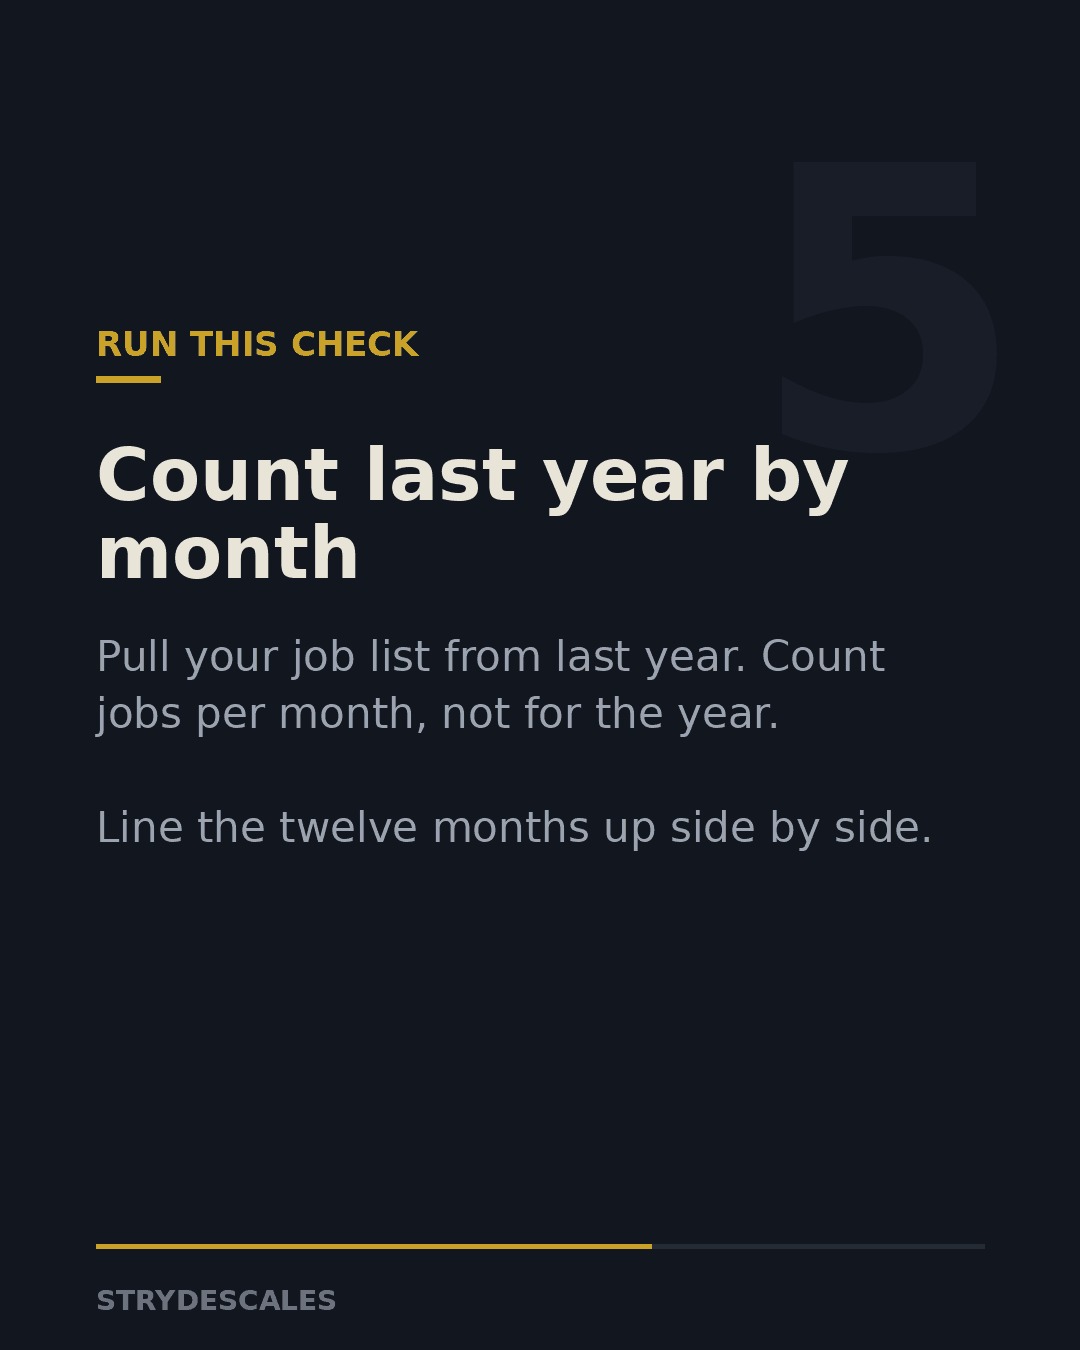 5
RUN THIS CHECK
Count last year by
month
Pull your job list from last year. Count
jobs per month, not for the year.
Line the twelve months up side by side.
STRYDESCALES